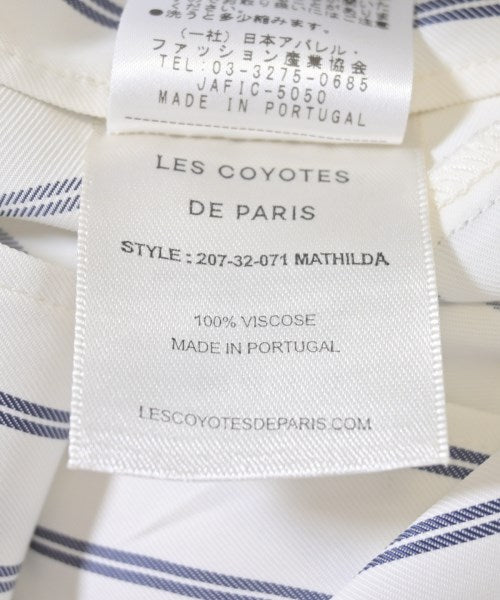 ●洗うと多少縮みます。
(一社)日本アパレル・
ファッション産業協会
TEL:03-3275-0685
JAFIC-5050
MADE IN PORTUGAL
LES COYOTES
DE PARIS
STYLE : 207-32-071 MATHILDA
100% VISCOSE
MADE IN PORTUGAL
LESCOYOTESDEPARIS.COM